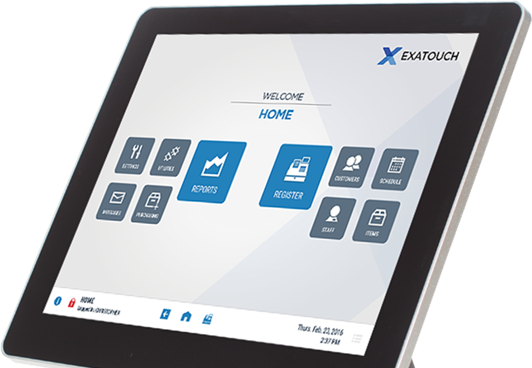 EXATOUCH
WELCOME
HOME
SETTINGS
UTILITIES
REPORTS
REGISTER
CUSTOMERS
SCHEDULE
MESSAGES
PURCHASING
STAFF
ITEMS
HOME
Thurs. Feb. 23, 2016
2:37 PM